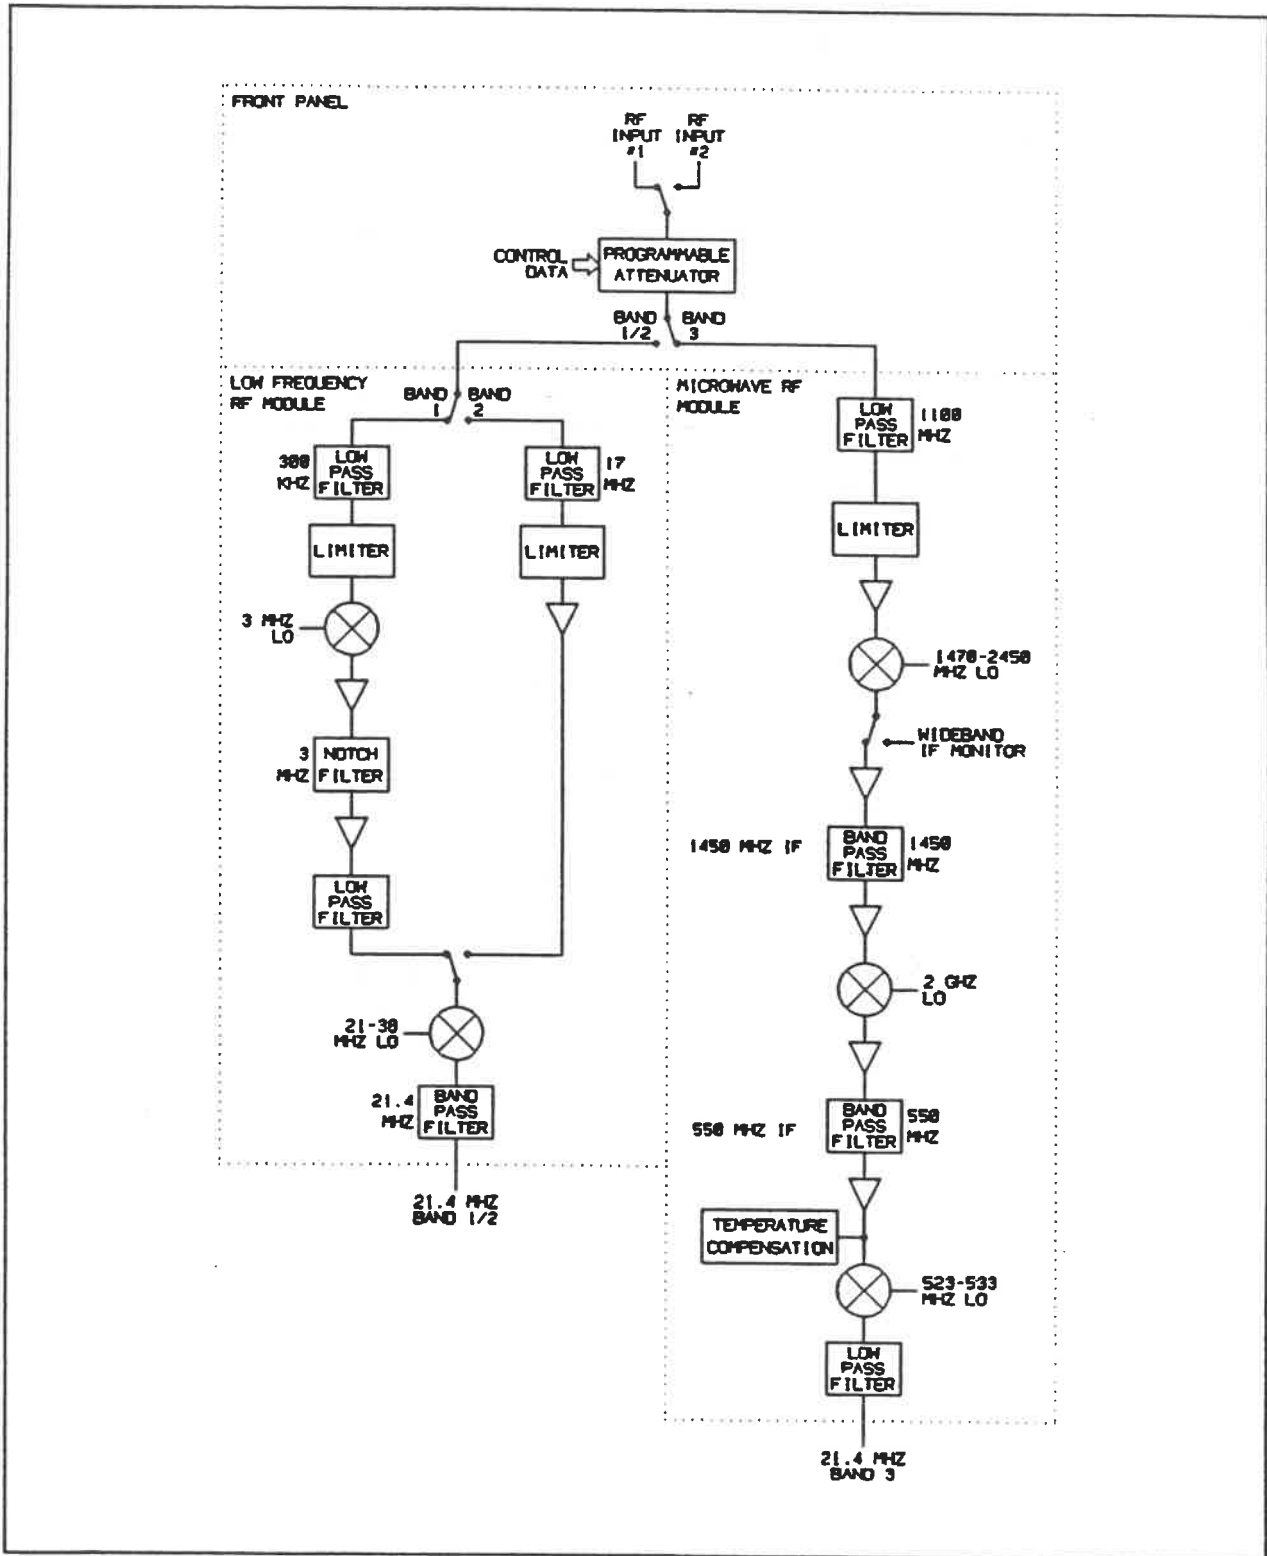 FRONT PANEL
RF RF
INPUT INPUT
#1 #2
CONTROL
DATA
PROGRAMMABLE
ATTENUATOR
BAND BAND
1/2 3
LOW FREQUENCY
RF MODULE
BAND BAND
1 2
MICROWAVE RF
MODULE
LOW
PASS
FILTER
1100
MHZ
300
KHZ
LOW
PASS
FILTER
LOW
PASS
FILTER
17
MHZ
LIMITER
LIMITER
LIMITER
3 MHZ
LO
1470-2450
MHZ LO
WIDEBAND
IF MONITOR
3
MHZ
NOTCH
FILTER
1450 MHZ IF
BAND
PASS
FILTER
1450
MHZ
LOW
PASS
FILTER
2 GHZ
LO
21-30
MHZ LO
21.4
MHZ
BAND
PASS
FILTER
550 MHZ IF
BAND
PASS
FILTER
550
MHZ
21.4 MHZ
BAND 1/2
TEMPERATURE
COMPENSATION
523-533
MHZ LO
LOW
PASS
FILTER
21.4 MHZ
BAND 3